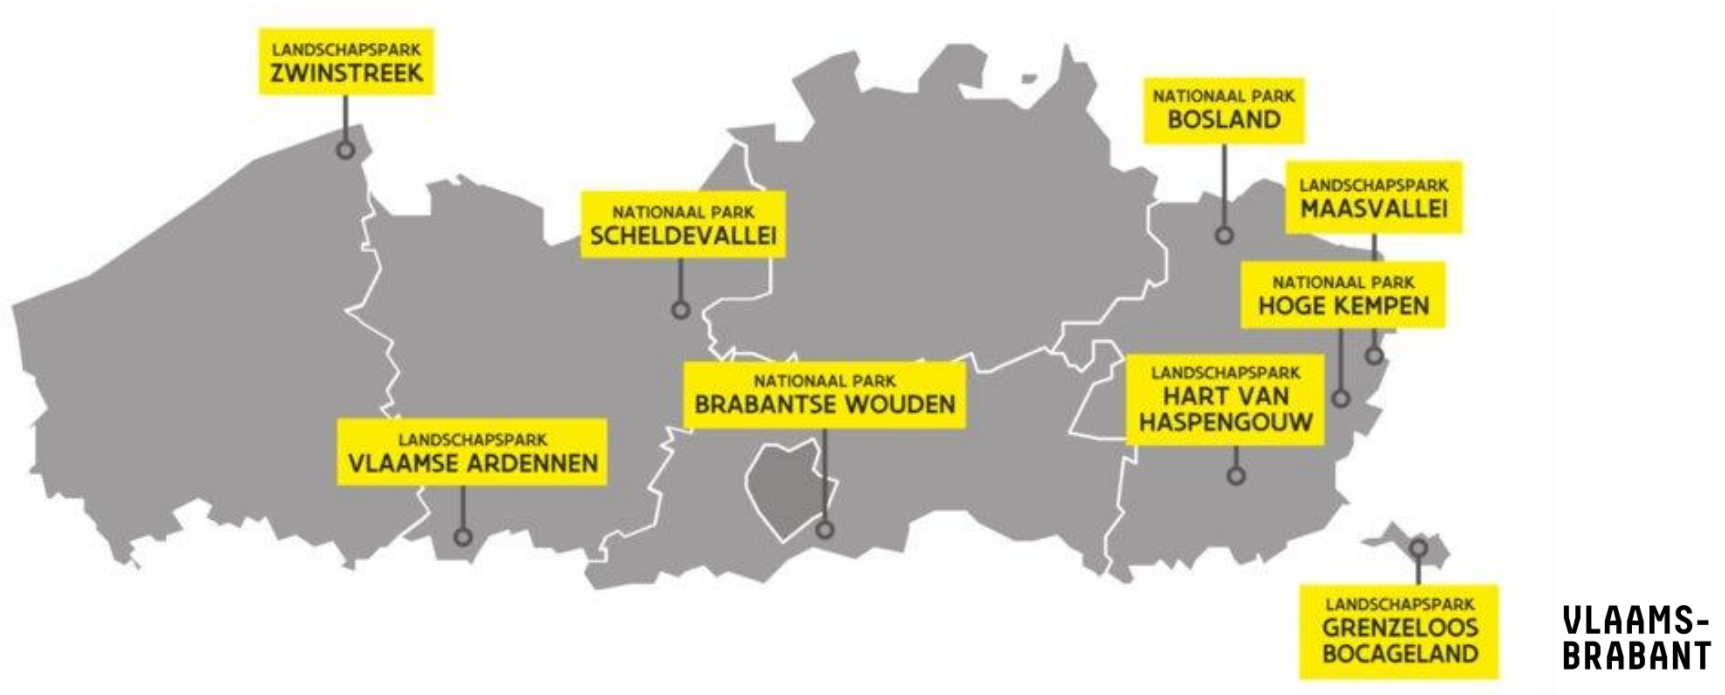 LANDSCHAPSPARK
ZWINSTREEK
NATIONAAL PARK
BOSLAND
LANDSCHAPSPARK
MAASVALLEI
NATIONAAL PARK
SCHELDEVALLEI
NATIONAAL PARK
HOGE KEMPEN
NATIONAAL PARK
BRABANTSE WOUDEN
LANDSCHAPSPARK
HART VAN
HASPENGOUW
LANDSCHAPSPARK
VLAAMSE ARDENNEN
LANDSCHAPSPARK
GRENZELOOS
BOCAGELAND
VLAAMS-
BRABANT